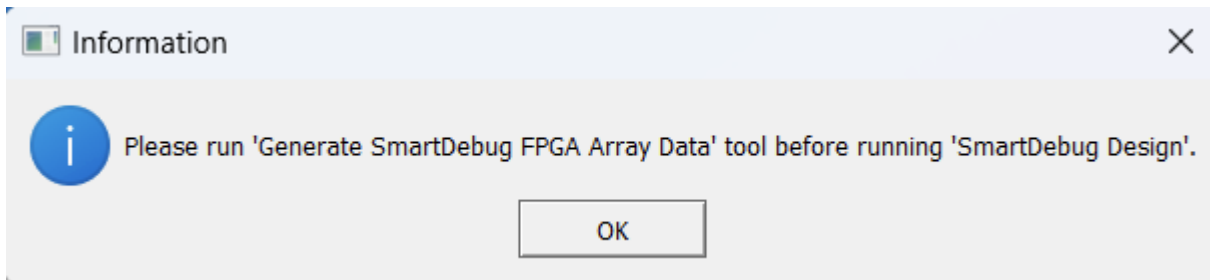 Information
Please run 'Generate SmartDebug FPGA Array Data' tool before running 'SmartDebug Design'.
OK